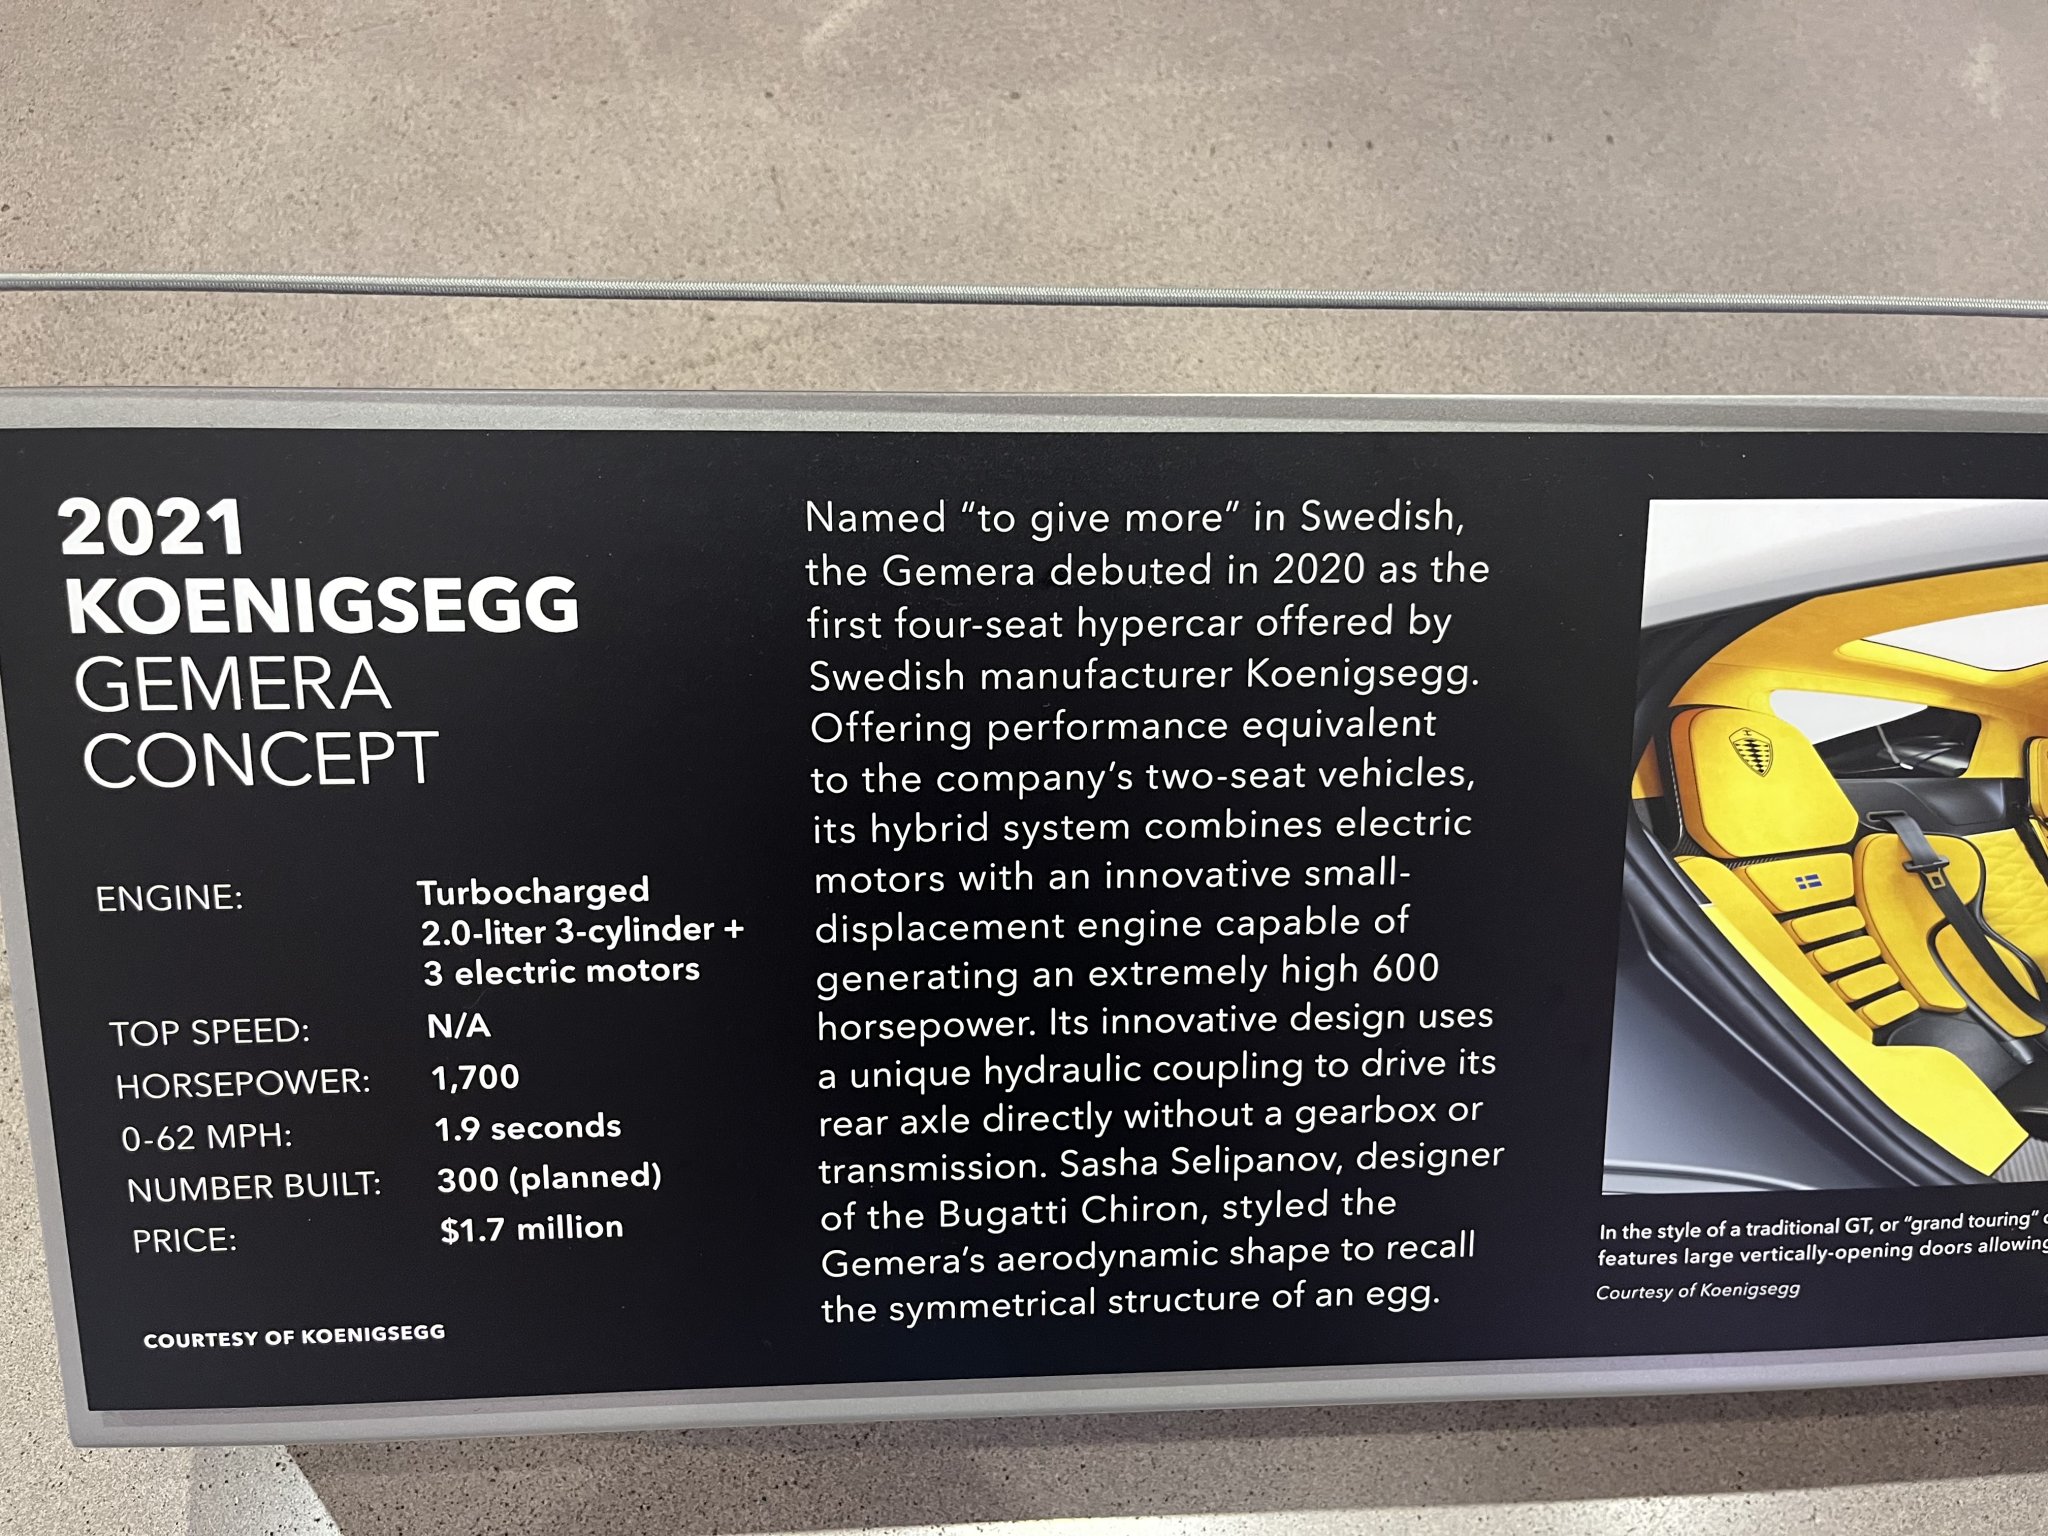 2021
KOENIGSEGG
GEMERA
CONCEPT
ENGINE: Turbocharged
2.0-liter 3-cylinder +
3 electric motors
TOP SPEED: N/A
HORSEPOWER: 1,700
0-62 MPH: 1.9 seconds
NUMBER BUILT: 300 (planned)
PRICE: $1.7 million
COURTESY OF KOENIGSEGG
Named “to give more” in Swedish,
the Gemera debuted in 2020 as the
first four-seat hypercar offered by
Swedish manufacturer Koenigsegg.
Offering performance equivalent
to the company’s two-seat vehicles,
its hybrid system combines electric
motors with an innovative small-
displacement engine capable of
generating an extremely high 600
horsepower. Its innovative design uses
a unique hydraulic coupling to drive its
rear axle directly without a gearbox or
transmission. Sasha Selipanov, designer
of the Bugatti Chiron, styled the
Gemera’s aerodynamic shape to recall
the symmetrical structure of an egg.
In the style of a traditional GT, or “grand touring”
features large vertically-opening doors allowing
Courtesy of Koenigsegg